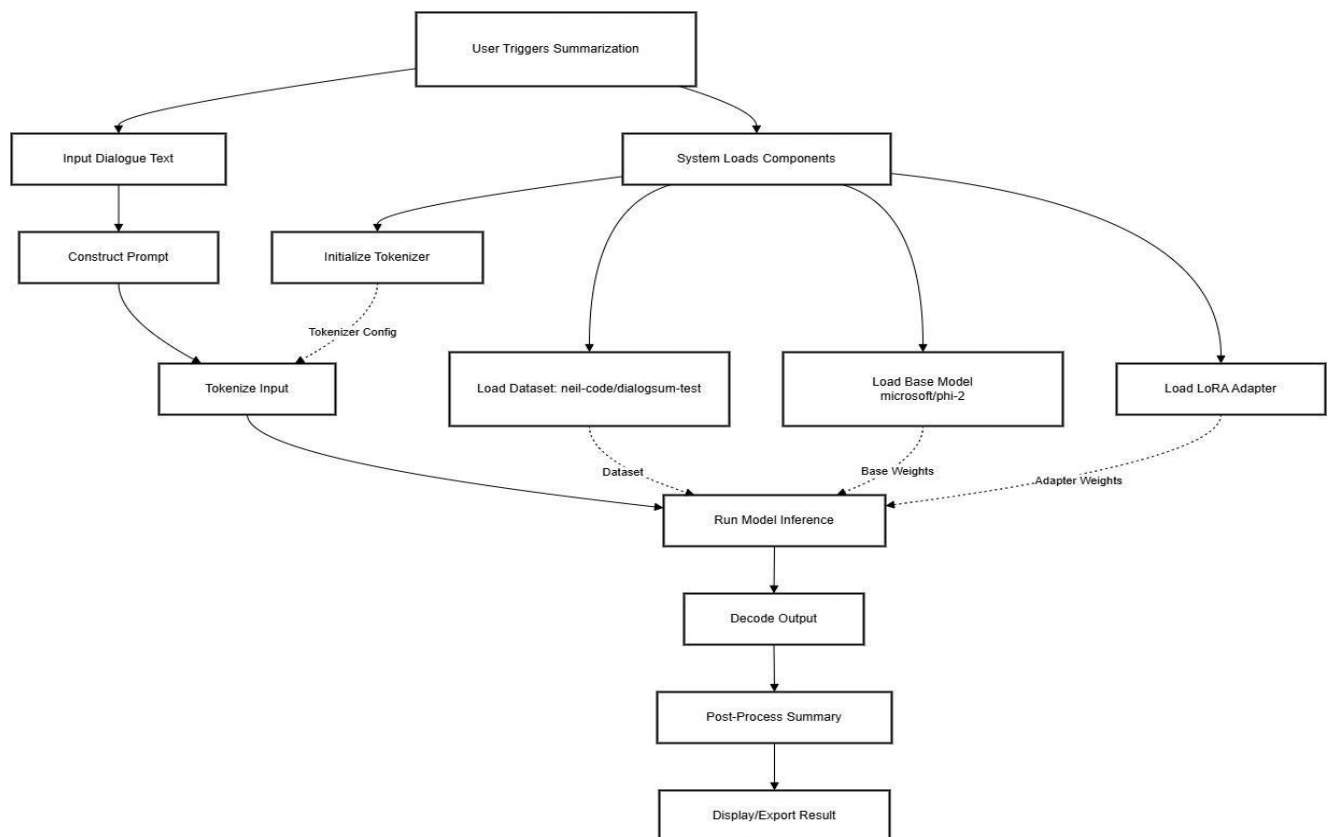 User Triggers Summarization
Input Dialogue Text
System Loads Components
Construct Prompt
Initialize Tokenizer
Tokenizer Config
Tokenize Input
Load Dataset: neil-code/dialogsum-test
Load Base Model
microsoft/phi-2
Load LoRA Adapter
Dataset
Base Weights
Adapter Weights
Run Model Inference
Decode Output
Post-Process Summary
Display/Export Result